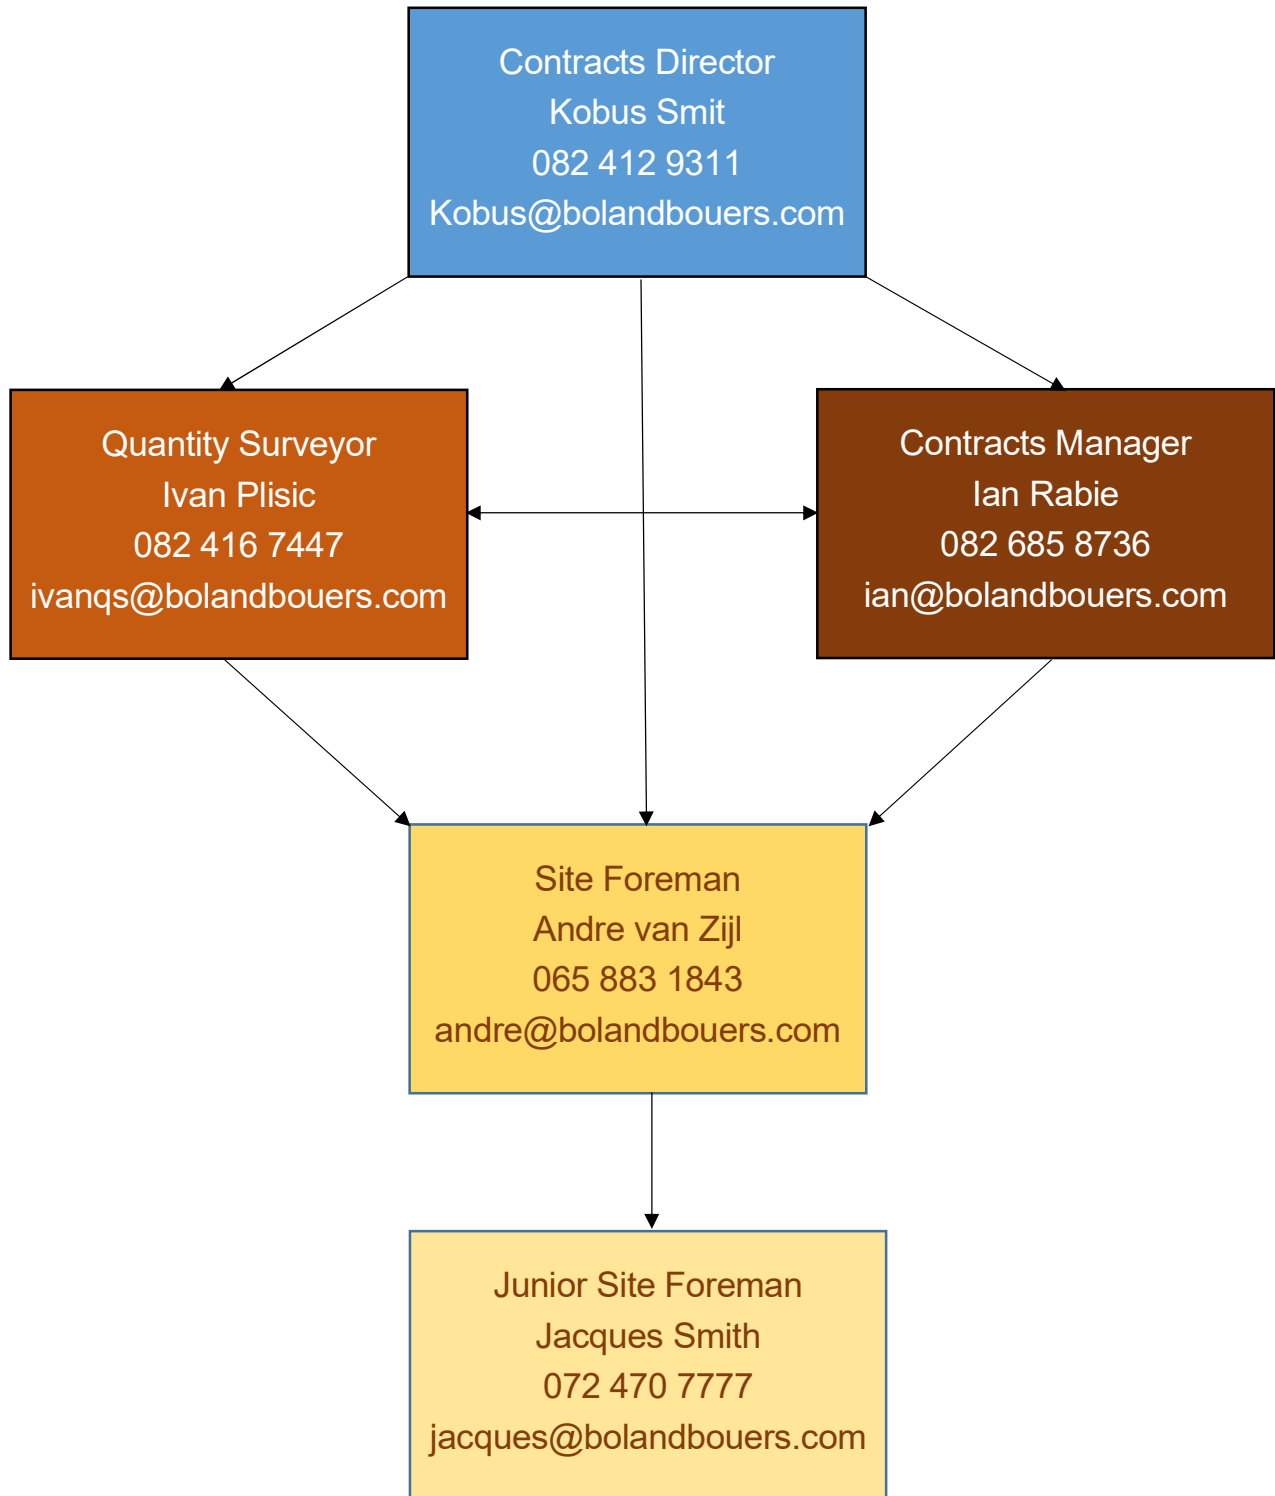 Contracts Director
Kobus Smit
082 412 9311
Kobus@bolandbouers.com
Quantity Surveyor
Ivan Plisic
082 416 7447
ivanqs@bolandbouers.com
Contracts Manager
Ian Rabie
082 685 8736
ian@bolandbouers.com
Site Foreman
Andre van Zijl
065 883 1843
andre@bolandbouers.com
Junior Site Foreman
Jacques Smith
072 470 7777
jacques@bolandbouers.com